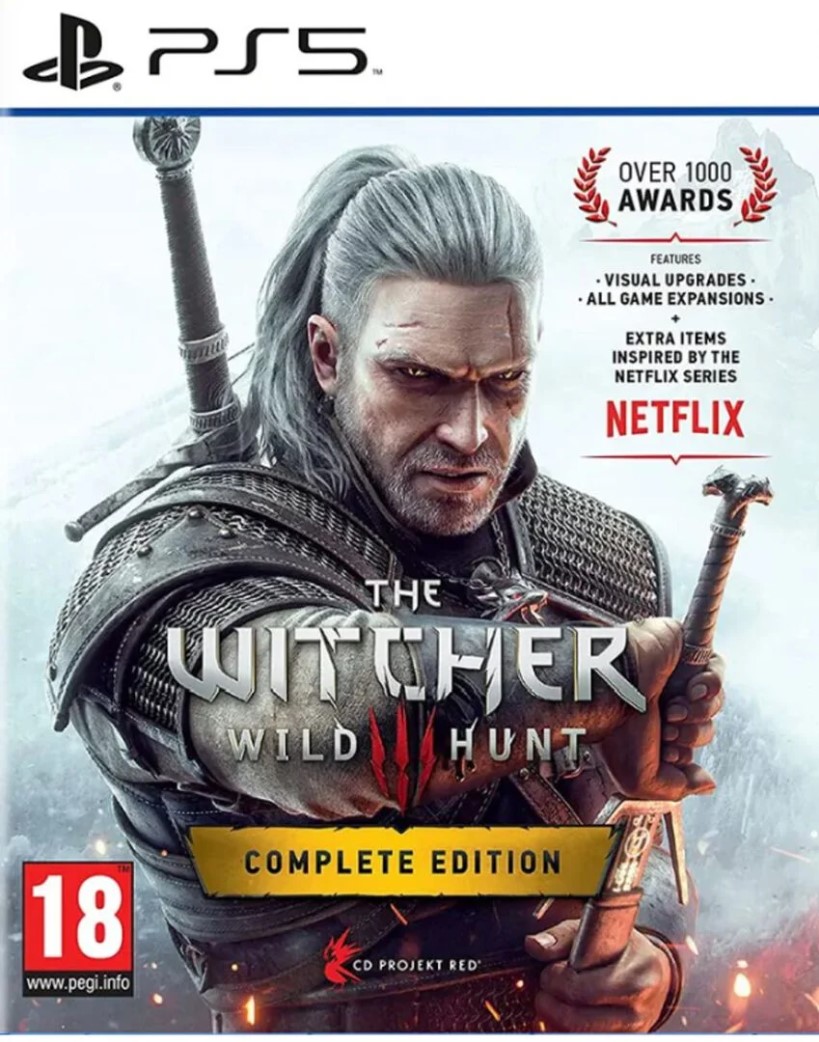 PS5
OVER 1000
AWARDS
FEATURES
· VISUAL UPGRADES ·
· ALL GAME EXPANSIONS ·
+
EXTRA ITEMS
INSPIRED BY THE
NETFLIX SERIES
NETFLIX
THE
WITCHER
WILD III HUNT
COMPLETE EDITION
18
www.pegi.info
CD PROJEKT RED®